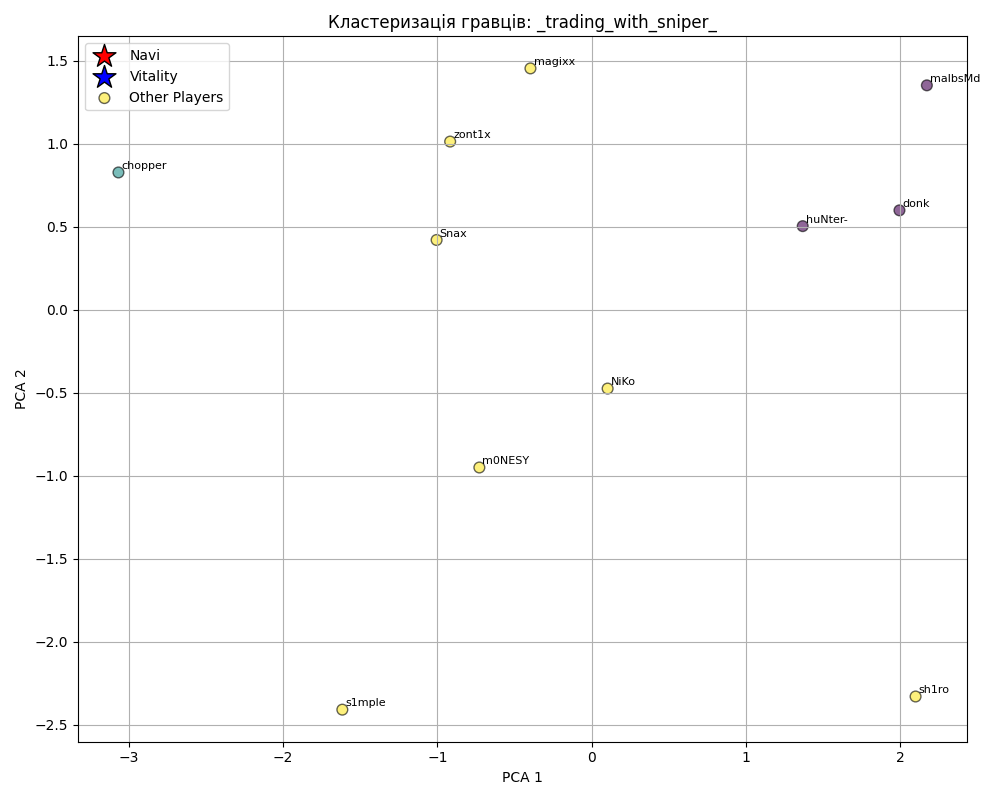 Кластеризація гравців: _trading_with_sniper_
Navi
Vitality
Other Players
magixx
malbsMd
zont1x
chopper
donk
huNter-
Snax
NiKo
m0NESY
sh1ro
s1mple
1.5
1.0
0.5
0.0
−0.5
−1.0
−1.5
−2.0
−2.5
PCA 2
−3 −2 −1 0 1 2
PCA 1